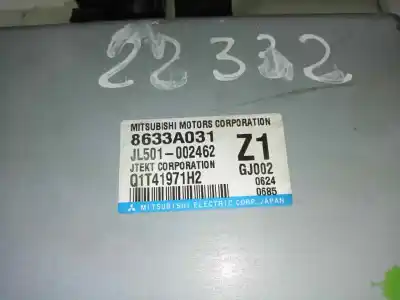 22332
MITSUBISHI MOTORS CORPORATION
8633A031
JL501-002462
Z1
JTEKT CORPORATION
GJ002
Q1T41971H2
0624
0685
MITSUBISHI ELECTRIC CORP.JAPAN